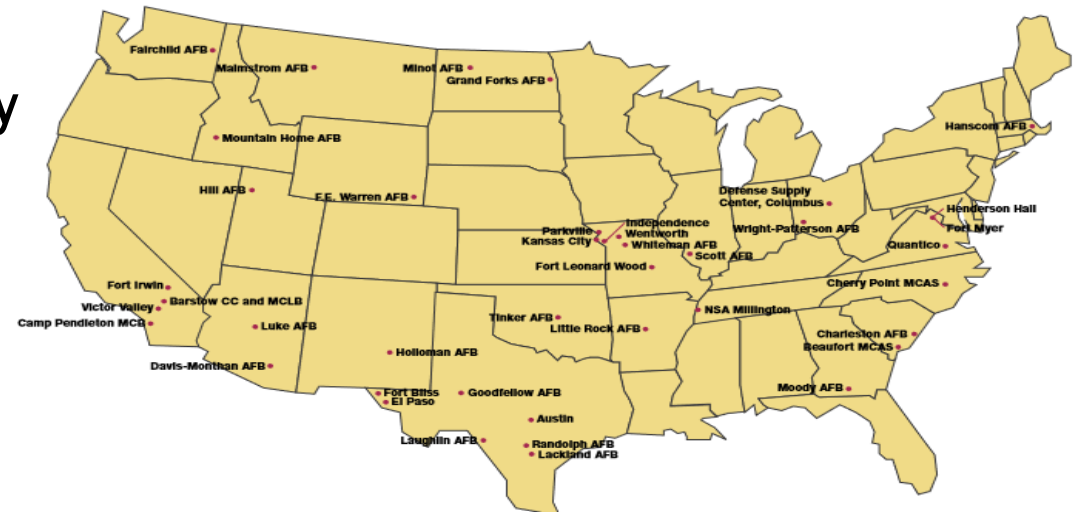 y
Fairchild AFB
Malmstrom AFB
Minot AFB
Grand Forks AFB
Hanscom AFB
Mountain Home AFB
Hill AFB
F.E. Warren AFB
Defense Supply
Center, Columbus
Wright-Patterson AFB
Henderson Hall
Fort Myer
Quantico
Parkville
Kansas City
Independence
Wentworth
Whiteman AFB
Scott AFB
Fort Leonard Wood
Cherry Point MCAS
Fort Irwin
Barstow CC and MCLB
Victor Valley
Camp Pendleton MCB
Luke AFB
Davis-Monthan AFB
Tinker AFB
Little Rock AFB
NSA Millington
Charleston AFB
Beaufort MCAS
Holloman AFB
Fort Bliss
El Paso
Goodfellow AFB
Moody AFB
Austin
Laughlin AFB
Randolph AFB
Lackland AFB